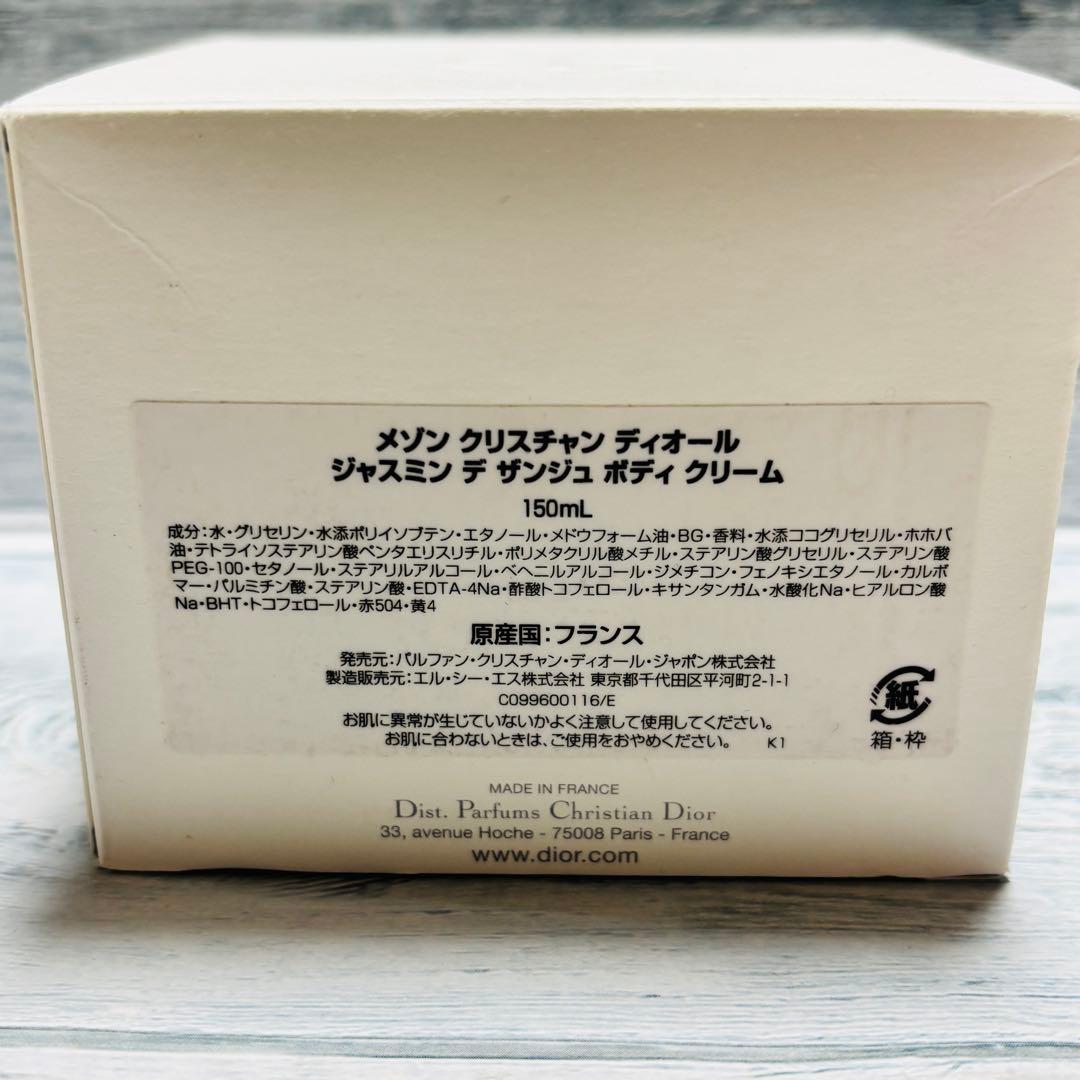 メゾン クリスチャン ディオール
ジャスミン デ ザンジュ ボディ クリーム
150mL
成分：水・グリセリン・水添ポリイソブテン・エタノール・メドウフォーム油・BG・香料・水添ココグリセリル・ホホバ
油・テトライソステアリン酸ペンタエリスリチル・ポリメタクリル酸メチル・ステアリン酸グリセリル・ステアリン酸
PEG-100・セタノール・ステアリルアルコール・ベヘニルアルコール・ジメチコン・フェノキシエタノール・カルボ
マー・パルミチン酸・ステアリン酸・EDTA-4Na・酢酸トコフェロール・キサンタンガム・水酸化Na・ヒアルロン酸
Na・BHT・トコフェロール・赤504・黄4
原産国：フランス
発売元：パルファン・クリスチャン・ディオール・ジャポン株式会社
製造販売元：エル・シー・エス株式会社 東京都千代田区平河町2-1-1
C099600116/E
お肌に異常が生じていないかよく注意して使用してください。
お肌に合わないときは、ご使用をおやめください。 K1
紙
箱・枠
MADE IN FRANCE
Dist. Parfums Christian Dior
33, avenue Hoche - 75008 Paris - France
www.dior.com